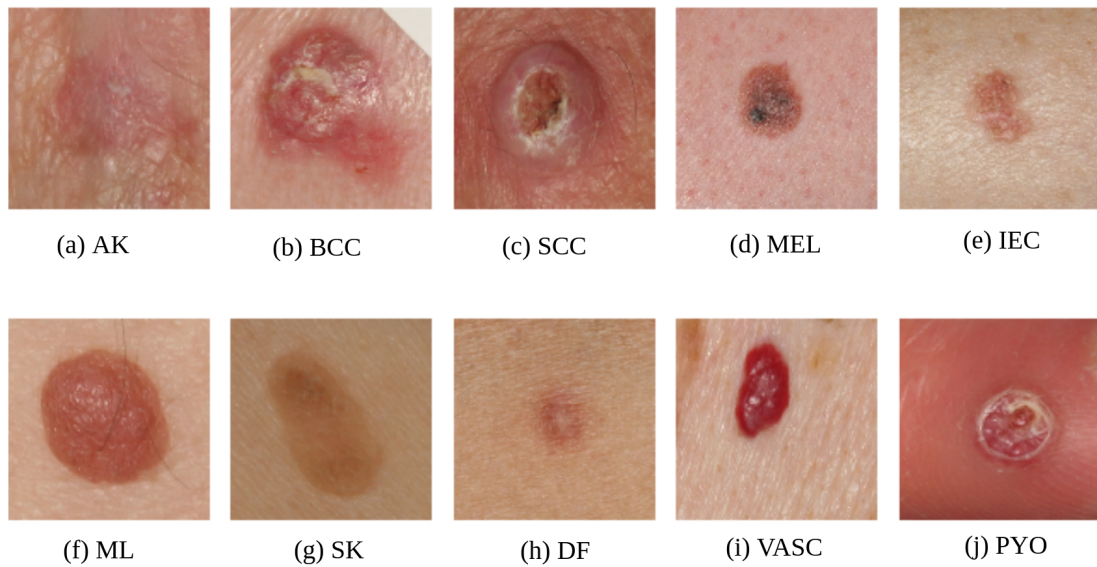 (a) AK
(b) BCC
(c) SCC
(d) MEL
(e) IEC
(f) ML
(g) SK
(h) DF
(i) VASC
(j) PYO